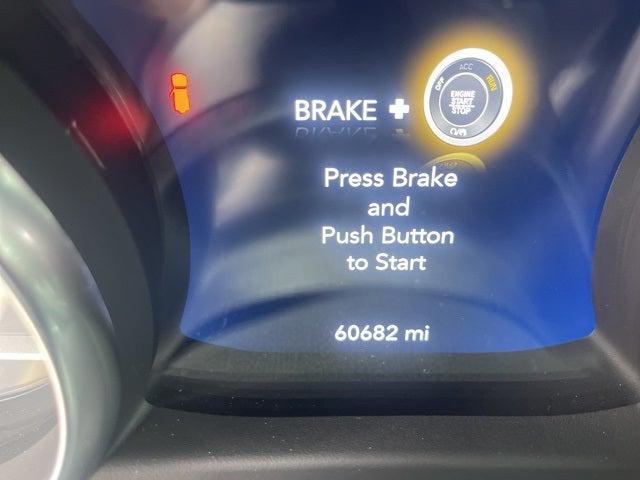 BRAKE +
OFF ACC RUN
ENGINE
START
STOP
Press Brake
and
Push Button
to Start
60682 mi